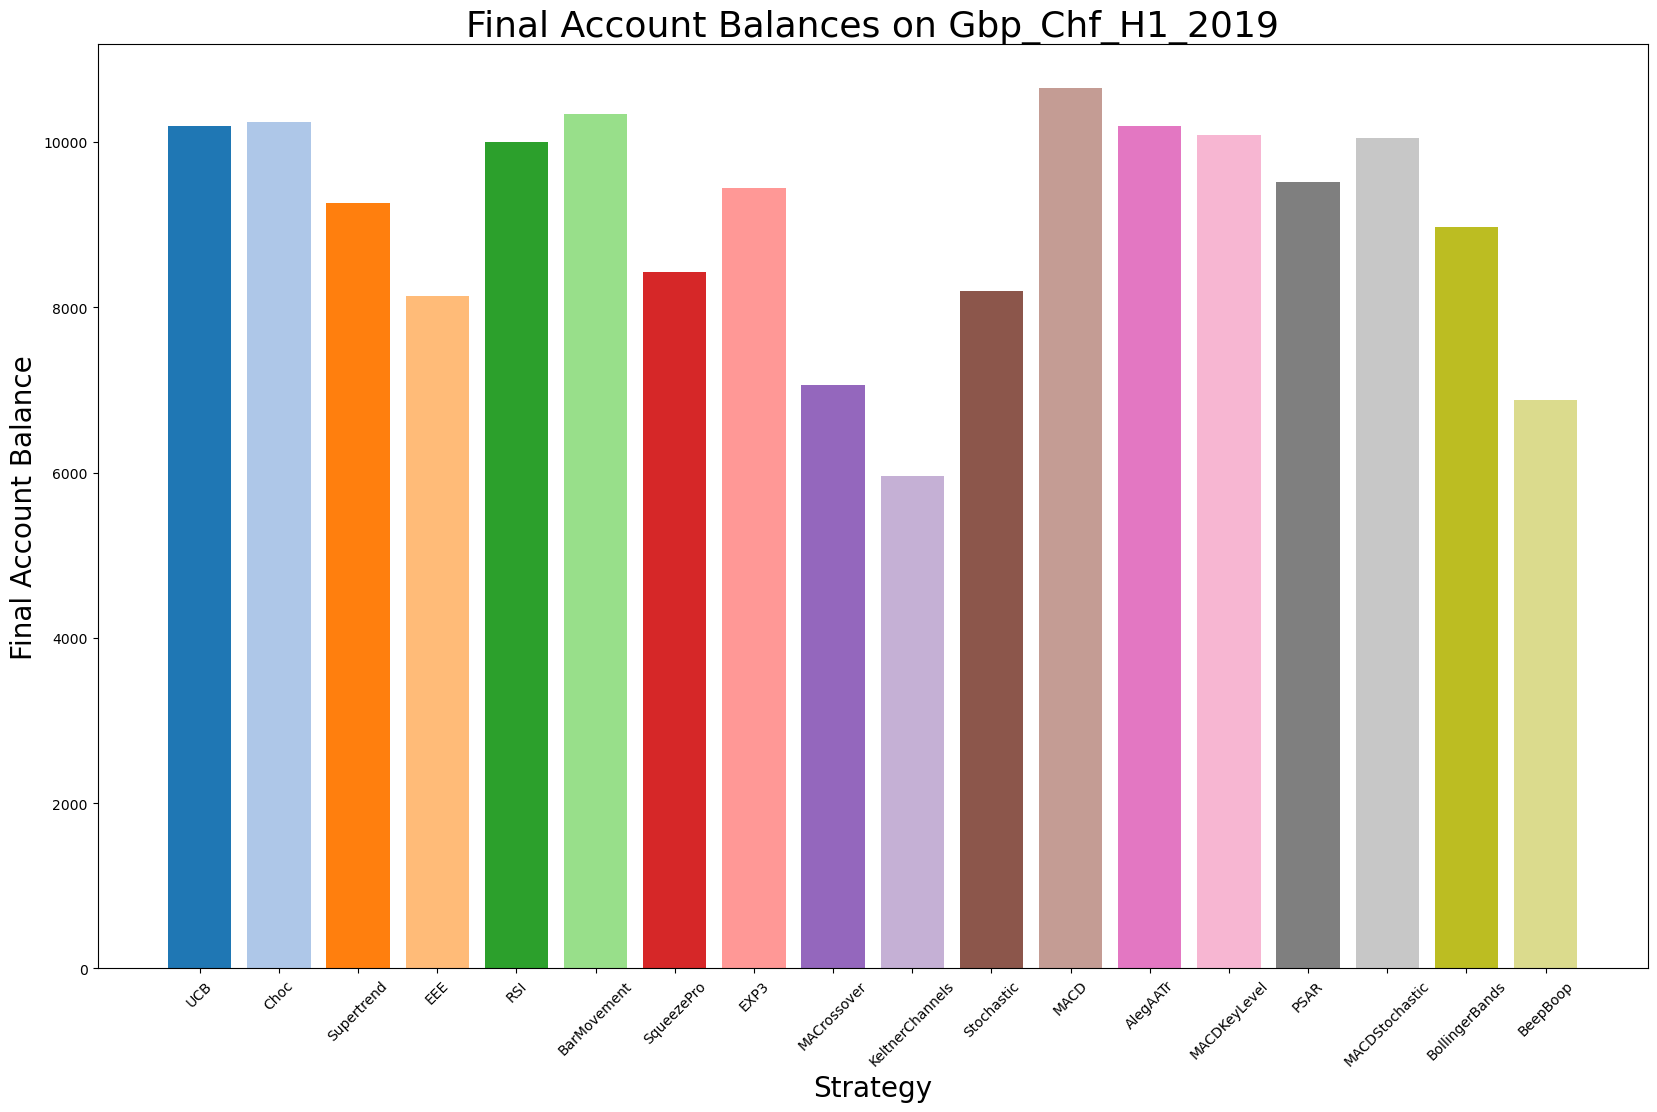 Final Account Balances on Gbp_Chf_H1_2019
Final Account Balance
10000
8000
6000
4000
2000
0
UCB
Choc
Supertrend
EEE
RSI
BarMovement
SqueezePro
EXP3
MACrossover
KeltnerChannels
Stochastic
MACD
AlegAATr
MACDKeyLevel
PSAR
MACDStochastic
BollingerBands
BeepBoop
Strategy